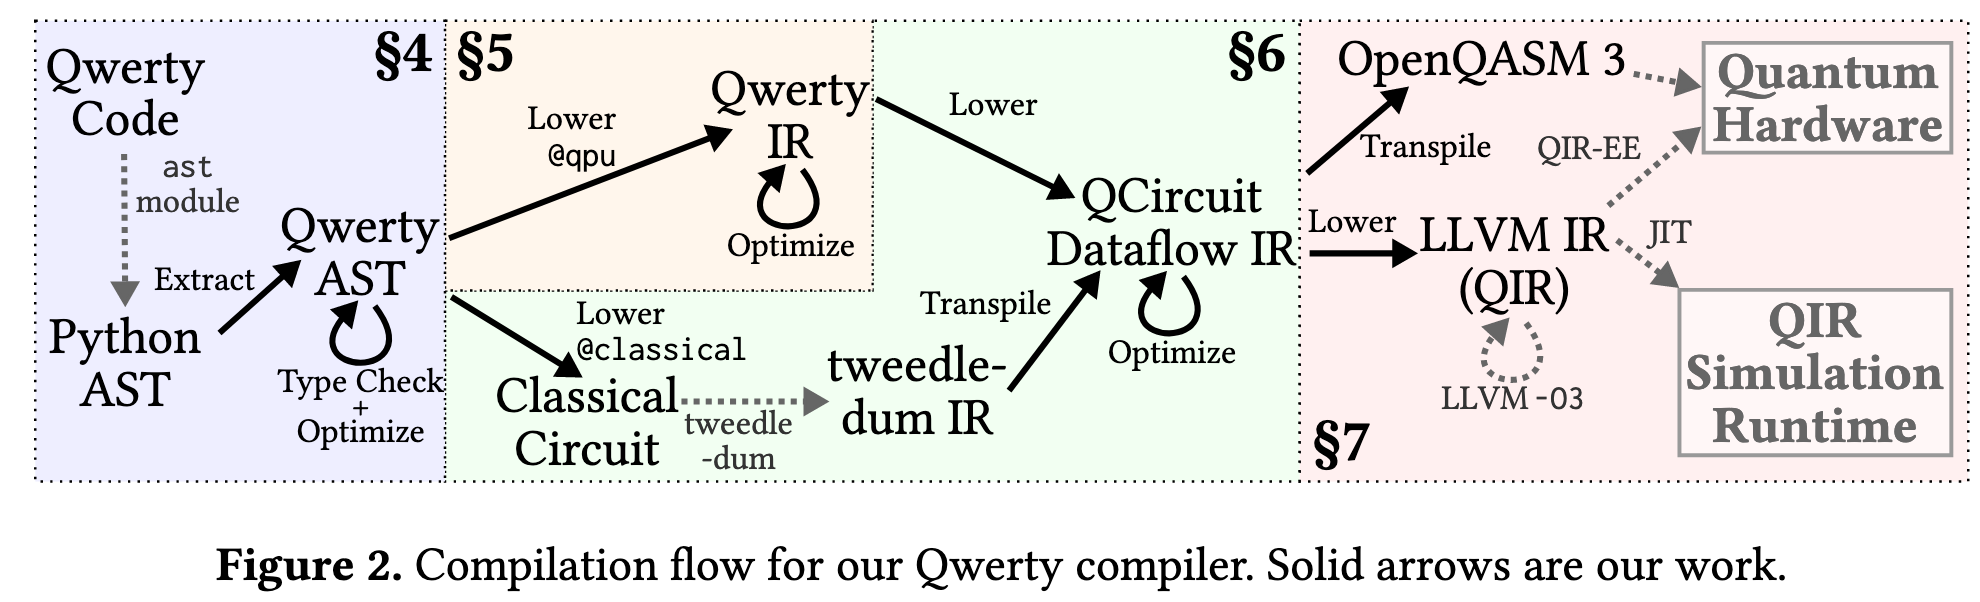 Qwerty
Code
§4
ast
module
Extract
Python
AST
Qwerty
AST
Type Check
+
Optimize
§5
Lower
@qpu
Qwerty
IR
Optimize
§6
Lower
QCircuit
Dataflow IR
Optimize
Lower
@classical
Classical
Circuit
tweedle
-dum
tweedle-
dum IR
Transpile
OpenQASM 3
Transpile
Lower
LLVM IR
(QIR)
LLVM -O3
QIR-EE
JIT
Quantum
Hardware
QIR
Simulation
Runtime
§7
Figure 2. Compilation flow for our Qwerty compiler. Solid arrows are our work.